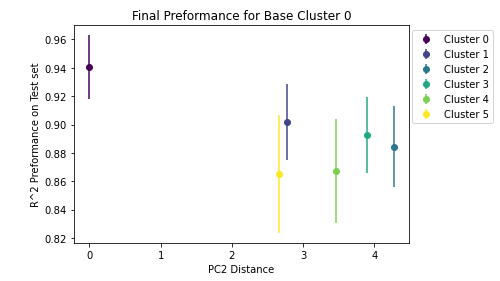 Final Preformance for Base Cluster 0
R^2 Preformance on Test set
0.96
0.94
0.92
0.90
0.88
0.86
0.84
0.82
0 1 2 3 4
PC2 Distance
Cluster 0
Cluster 1
Cluster 2
Cluster 3
Cluster 4
Cluster 5